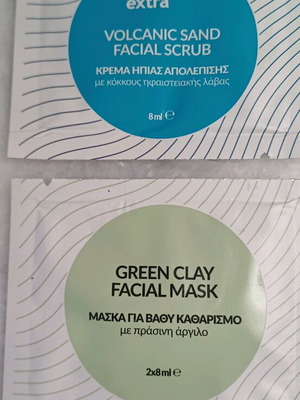 extra
VOLCANIC SAND
FACIAL SCRUB
ΚΡΕΜΑ ΗΠΙΑΣ ΑΠΟΛΕΠΙΣΗΣ
με κόκκους ηφαιστειακής λάβας
8ml ℮
GREEN CLAY
FACIAL MASK
ΜΑΣΚΑ ΓΙΑ ΒΑΘΥ ΚΑΘΑΡΙΣΜΟ
με πράσινη άργιλο
2x8ml ℮